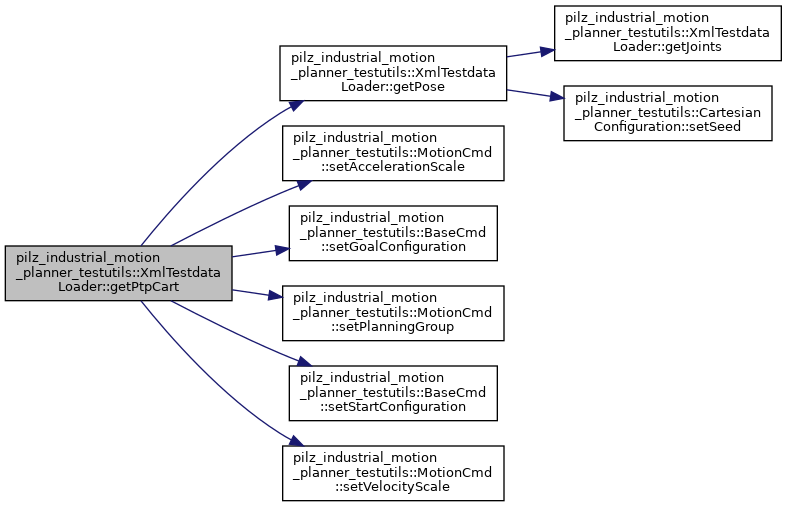 pilz_industrial_motion
_planner_testutils::XmlTestdata
Loader::getPtpCart
pilz_industrial_motion
_planner_testutils::XmlTestdata
Loader::getPose
pilz_industrial_motion
_planner_testutils::XmlTestdata
Loader::getJoints
pilz_industrial_motion
_planner_testutils::Cartesian
Configuration::setSeed
pilz_industrial_motion
_planner_testutils::MotionCmd
::setAccelerationScale
pilz_industrial_motion
_planner_testutils::BaseCmd
::setGoalConfiguration
pilz_industrial_motion
_planner_testutils::MotionCmd
::setPlanningGroup
pilz_industrial_motion
_planner_testutils::BaseCmd
::setStartConfiguration
pilz_industrial_motion
_planner_testutils::MotionCmd
::setVelocityScale